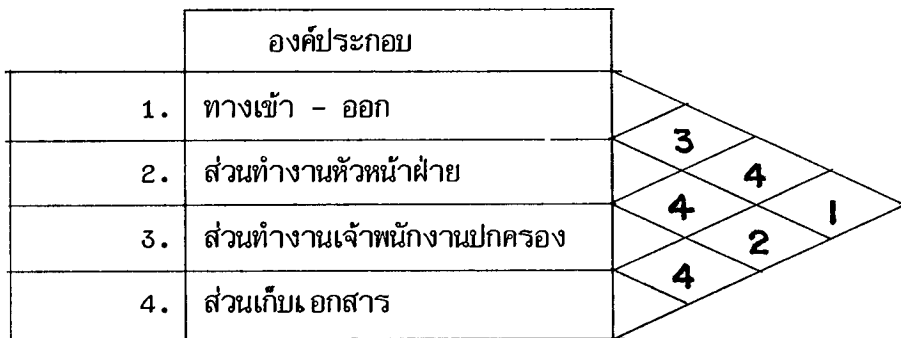 องค์ประกอบ
1. ทางเข้า - ออก
2. ส่วนทำงานหัวหน้าฝ่าย
3. ส่วนทำงานเจ้าพนักงานปกครอง
4. ส่วนเก็บเอกสาร
3
4
4
1
2
4